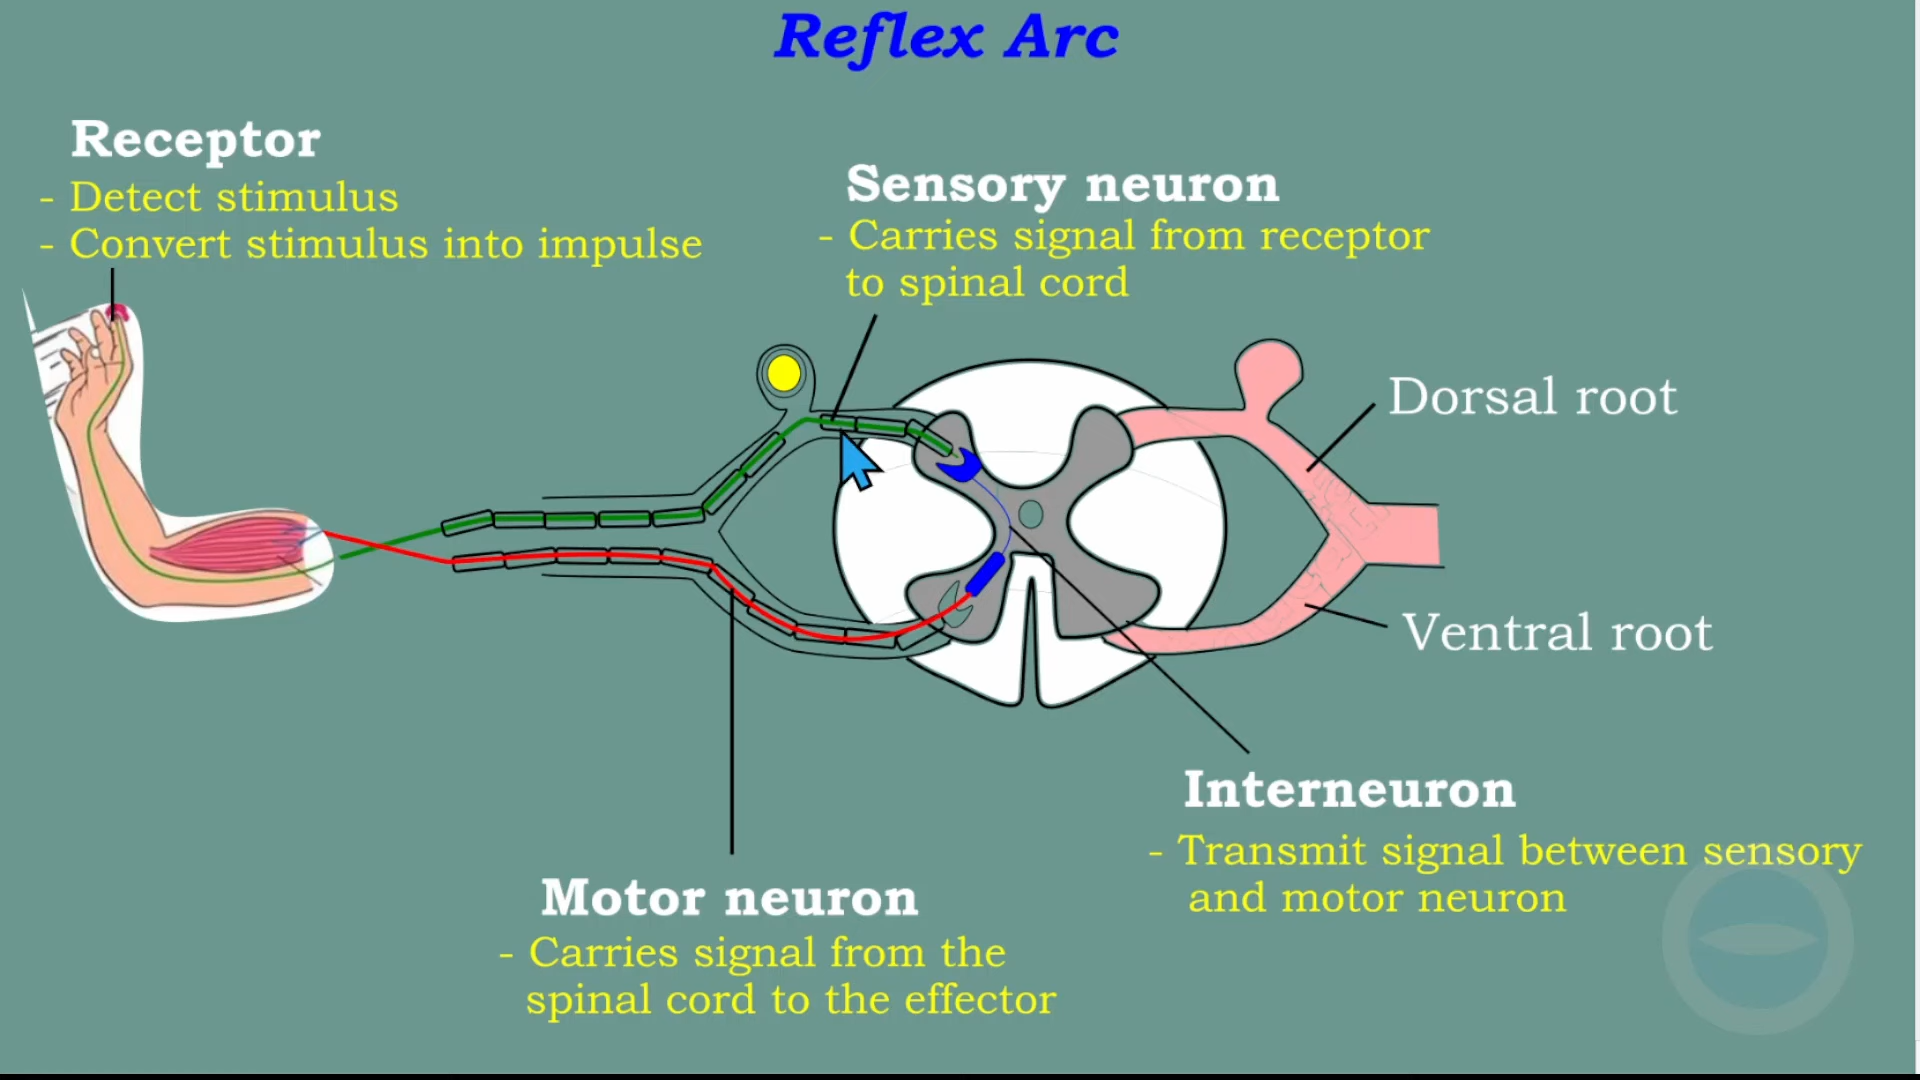 Reflex Arc
Receptor
- Detect stimulus
- Convert stimulus into impulse
Sensory neuron
- Carries signal from receptor
to spinal cord
Dorsal root
Ventral root
Interneuron
- Transmit signal between sensory
and motor neuron
Motor neuron
- Carries signal from the
spinal cord to the effector